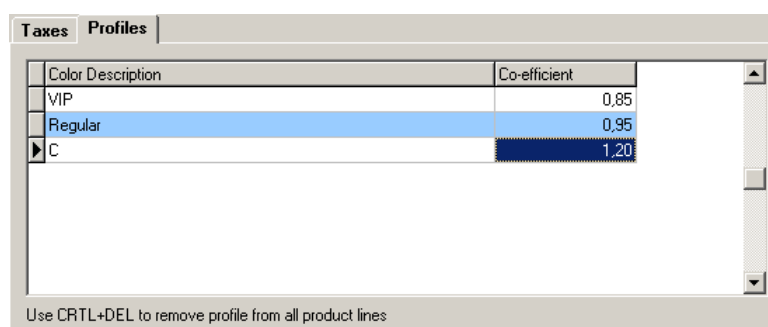 Taxes Profiles
Color Description Co-efficient
VIP 0,85
Regular 0,95
C 1,20
Use CRTL+DEL to remove profile from all product lines